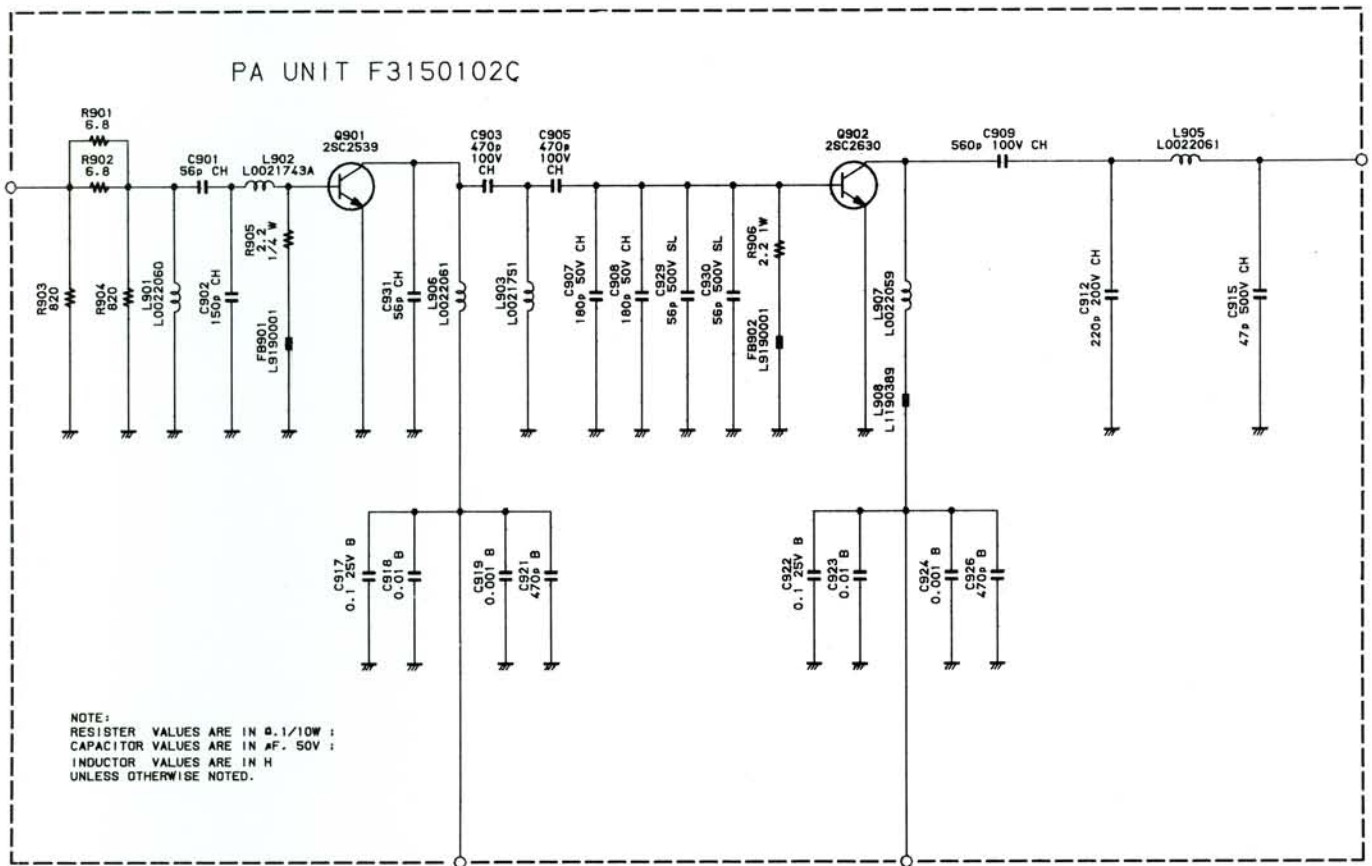 PA UNIT F3150102C
R901
6.8
R902
6.8
C901
56p CH
L902
L0021743A
Q901
2SC2539
C903
470p
100V
CH
C905
470p
100V
CH
Q902
2SC2630
C909
560p 100V CH
L905
L0022061
R903
820
R904
820
L901
L0022060
C902
150p CH
R905
2.2
1/4 W
FB901
L9190001
C931
56p CH
L906
L0022061
L903
L0021751
C907
180p 50V CH
C908
180p 50V CH
C929
56p 500V SL
C930
56p 500V SL
R906
2.2 1W
FB902
L9190001
L907
L0022059
L908
L1190389
C912
220p 200V CH
C915
47p 500V CH
C917
0.1 25V B
C918
0.01 B
C919
0.001 B
C921
470p B
C922
0.1 25V B
C923
0.01 B
C924
0.001 B
C926
470p B
NOTE:
RESISTER VALUES ARE IN Ω. 1/10W ;
CAPACITOR VALUES ARE IN μF. 50V ;
INDUCTOR VALUES ARE IN H
UNLESS OTHERWISE NOTED.